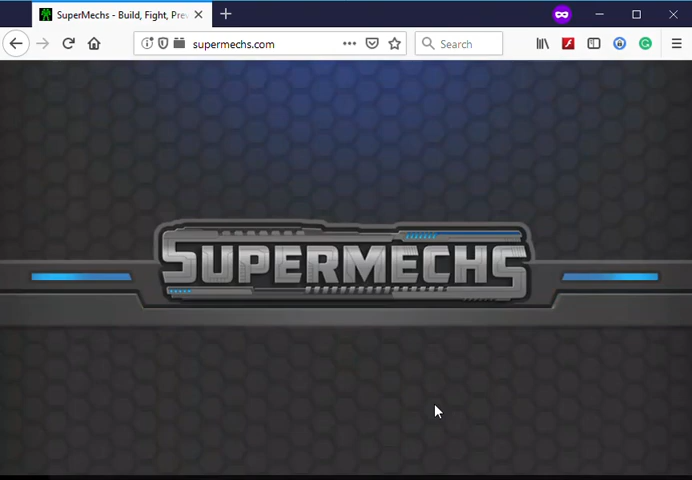 SuperMechs - Build, Fight, Pre
supermechs.com
Search
SUPERMECHS